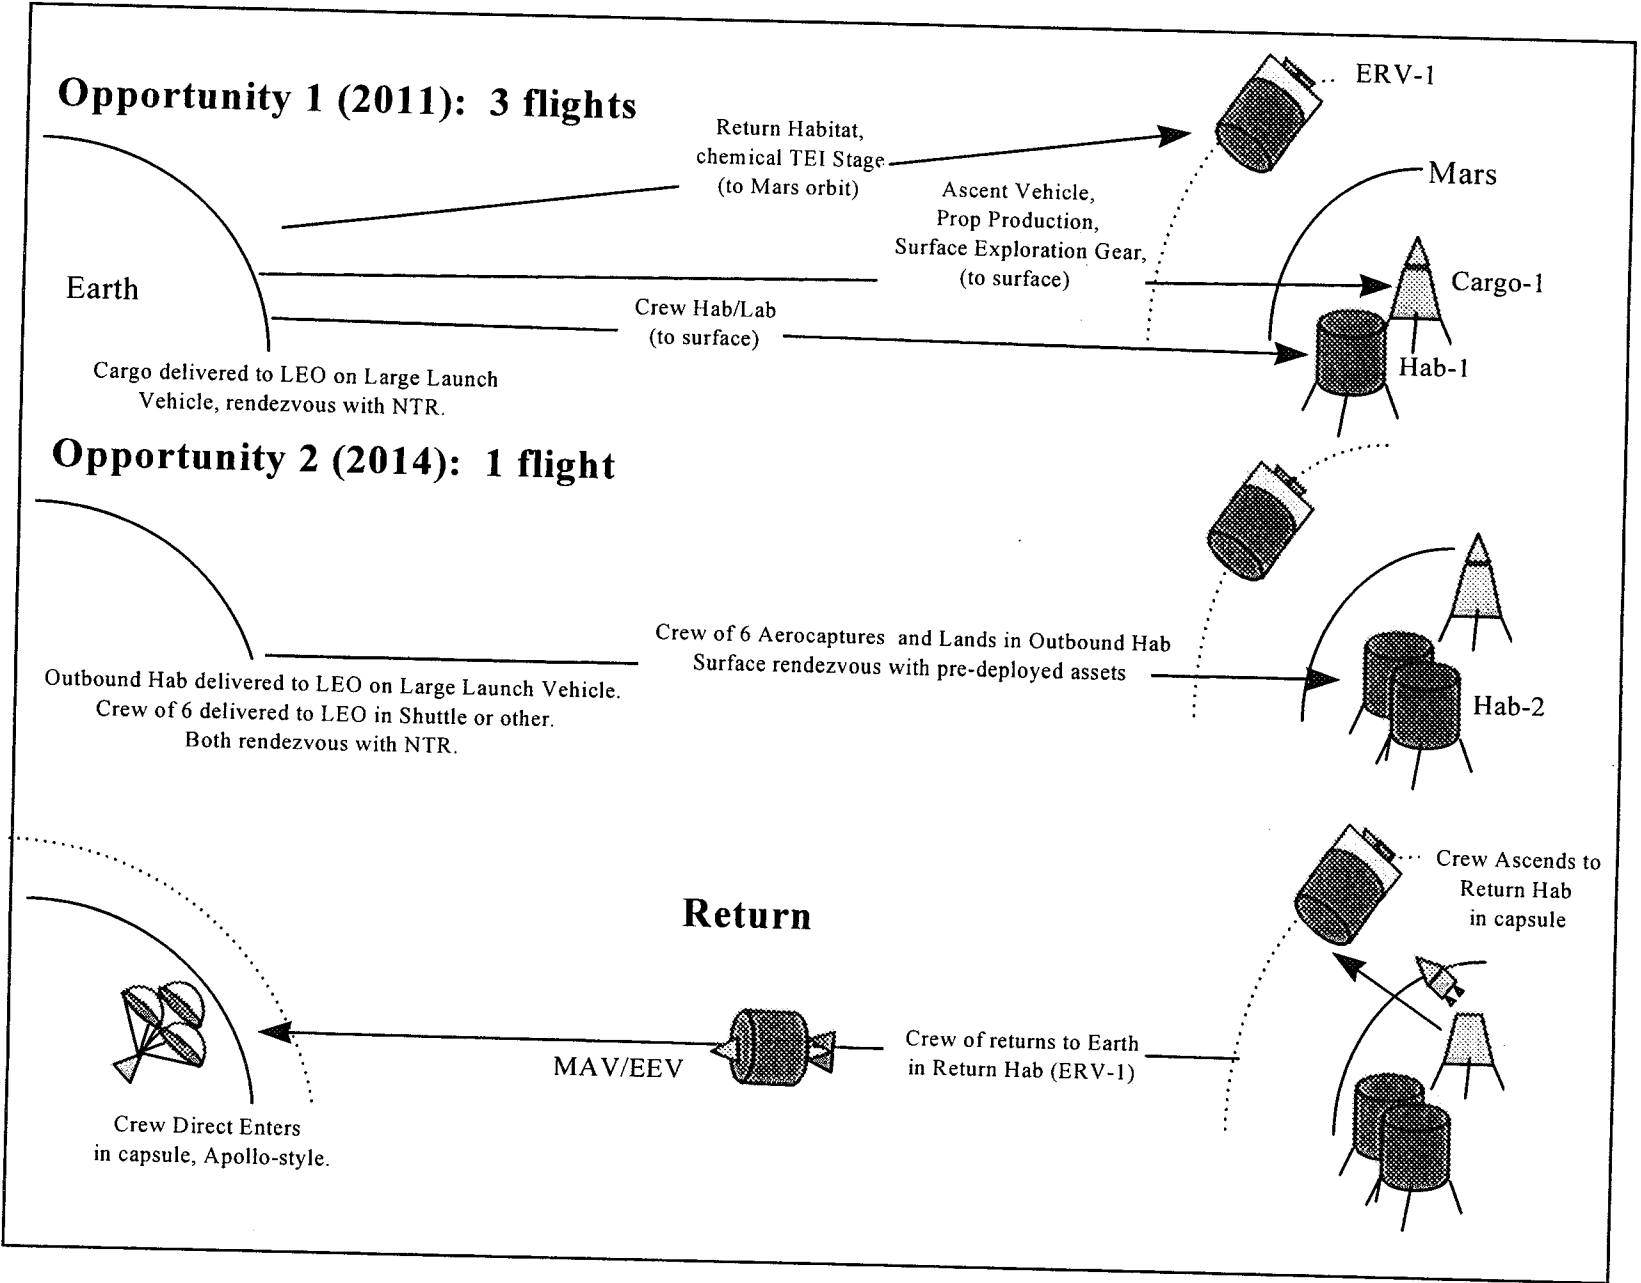 Opportunity 1 (2011): 3 flights
ERV-1
Return Habitat,
chemical TEI Stage
(to Mars orbit)
Mars
Ascent Vehicle,
Prop Production,
Surface Exploration Gear,
(to surface)
Earth
Cargo-1
Crew Hab/Lab
(to surface)
Hab-1
Cargo delivered to LEO on Large Launch
Vehicle, rendezvous with NTR.
Opportunity 2 (2014): 1 flight
Crew of 6 Aerocaptures and Lands in Outbound Hab
Surface rendezvous with pre-deployed assets
Outbound Hab delivered to LEO on Large Launch Vehicle.
Crew of 6 delivered to LEO in Shuttle or other.
Both rendezvous with NTR.
Hab-2
Return
Crew Ascends to
Return Hab
in capsule
Crew of returns to Earth
in Return Hab (ERV-1)
MAV/EEV
Crew Direct Enters
in capsule, Apollo-style.